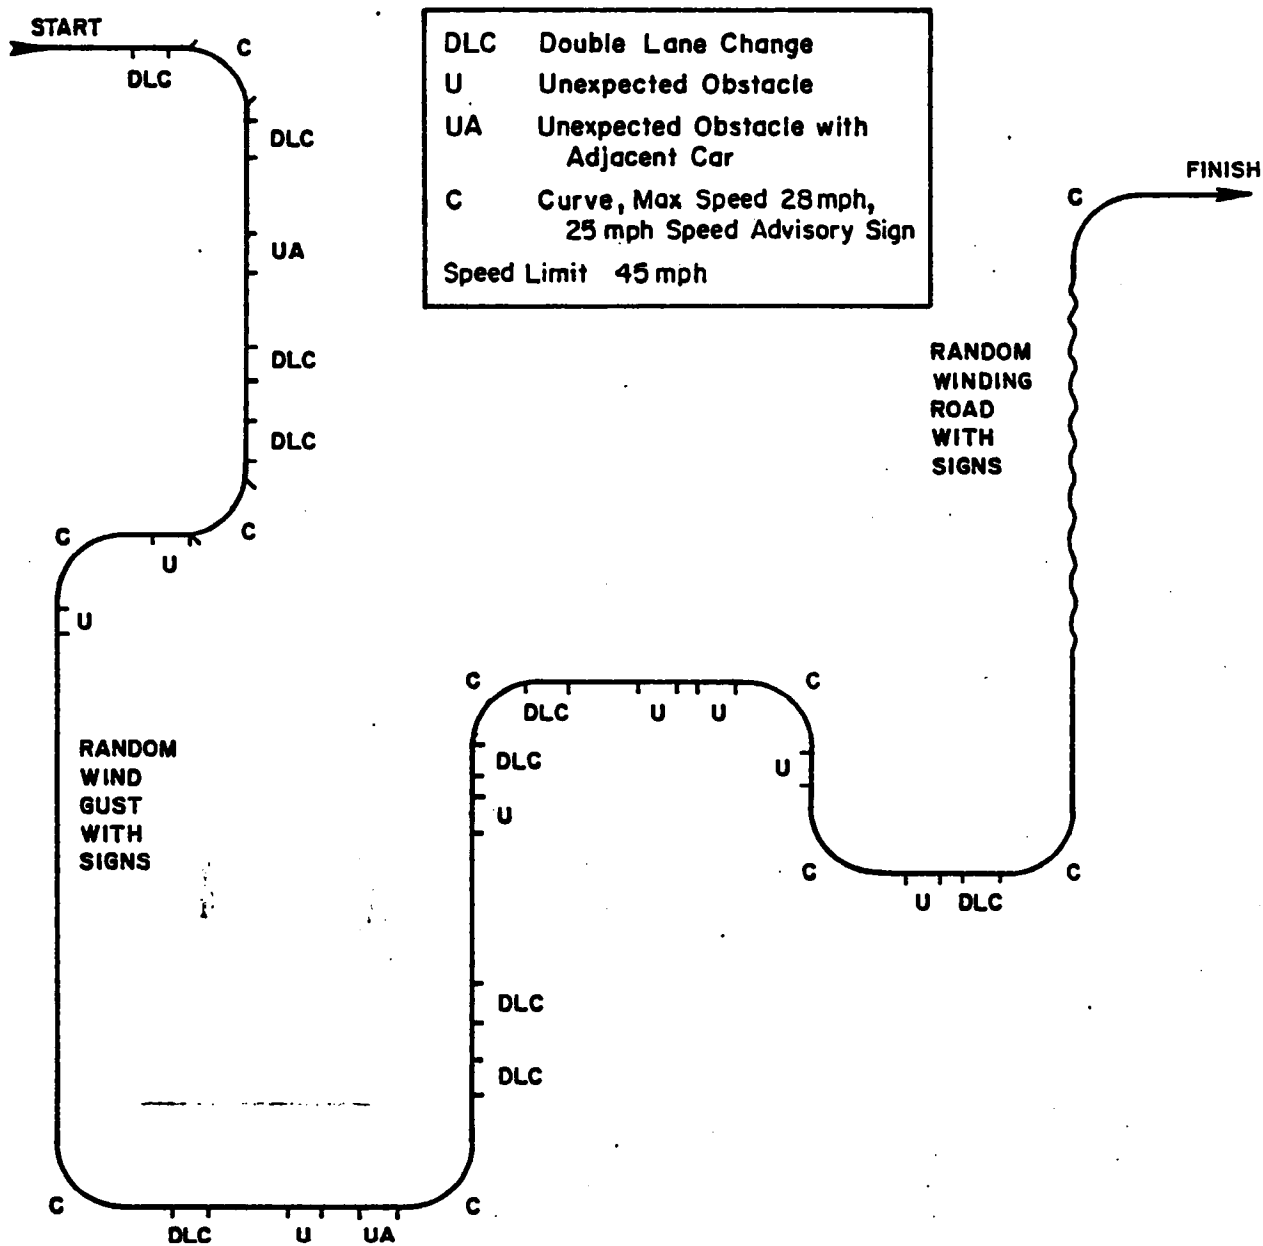 START
C
DLC
DLC Double Lane Change
U Unexpected Obstacle
UA Unexpected Obstacle with
Adjacent Car
C Curve, Max Speed 28 mph,
25 mph Speed Advisory Sign
Speed Limit 45 mph
DLC
UA
DLC
DLC
C
C
U
U
RANDOM
WIND
GUST
WITH
SIGNS
C
DLC
U
UA
C
DLC
DLC
U
DLC
C
DLC
U
U
C
U
C
U
DLC
C
RANDOM
WINDING
ROAD
WITH
SIGNS
C
FINISH